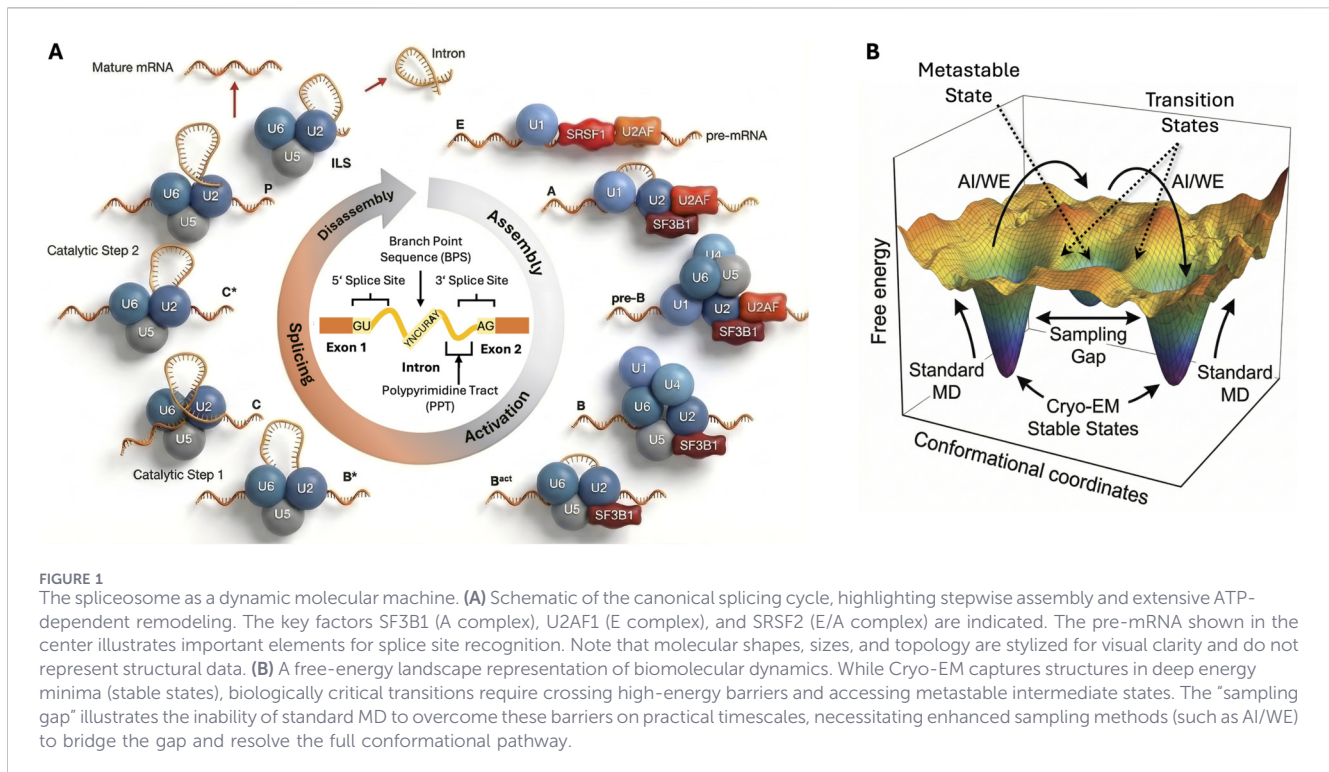 A
Mature mRNA
Intron
U6
U2
U5
ILS
U6
U2
U5
P
Catalytic Step 2
U6
U2
U5
C*
U6
U2
U5
C
Catalytic Step 1
U6
U2
U5
B*
E
U1
SRSF1
U2AF
pre-mRNA
A
U1
U2
U2AF
SF3B1
U4
U6
U5
pre-B
U1
U2
U2AF
SF3B1
U1
U4
U6
B
U2
U5
SF3B1
Bact
U6
U2
U5
SF3B1
Disassembly
Assembly
Splicing
Activation
Branch Point
Sequence (BPS)
5' Splice Site
3' Splice Site
GU
YNCURAY
AG
Exon 1
Exon 2
Intron
Polypyrimidine Tract
(PPT)
B
Metastable
State
Transition
States
AI/WE
AI/WE
Free energy
Sampling
Gap
Standard
MD
Standard
MD
Cryo-EM
Stable States
Conformational coordinates
FIGURE 1
The spliceosome as a dynamic molecular machine. (A) Schematic of the canonical splicing cycle, highlighting stepwise assembly and extensive ATP-
dependent remodeling. The key factors SF3B1 (A complex), U2AF1 (E complex), and SRSF2 (E/A complex) are indicated. The pre-mRNA shown in the
center illustrates important elements for splice site recognition. Note that molecular shapes, sizes, and topology are stylized for visual clarity and do not
represent structural data. (B) A free-energy landscape representation of biomolecular dynamics. While Cryo-EM captures structures in deep energy
minima (stable states), biologically critical transitions require crossing high-energy barriers and accessing metastable intermediate states. The "sampling
gap" illustrates the inability of standard MD to overcome these barriers on practical timescales, necessitating enhanced sampling methods (such as AI/WE)
to bridge the gap and resolve the full conformational pathway.